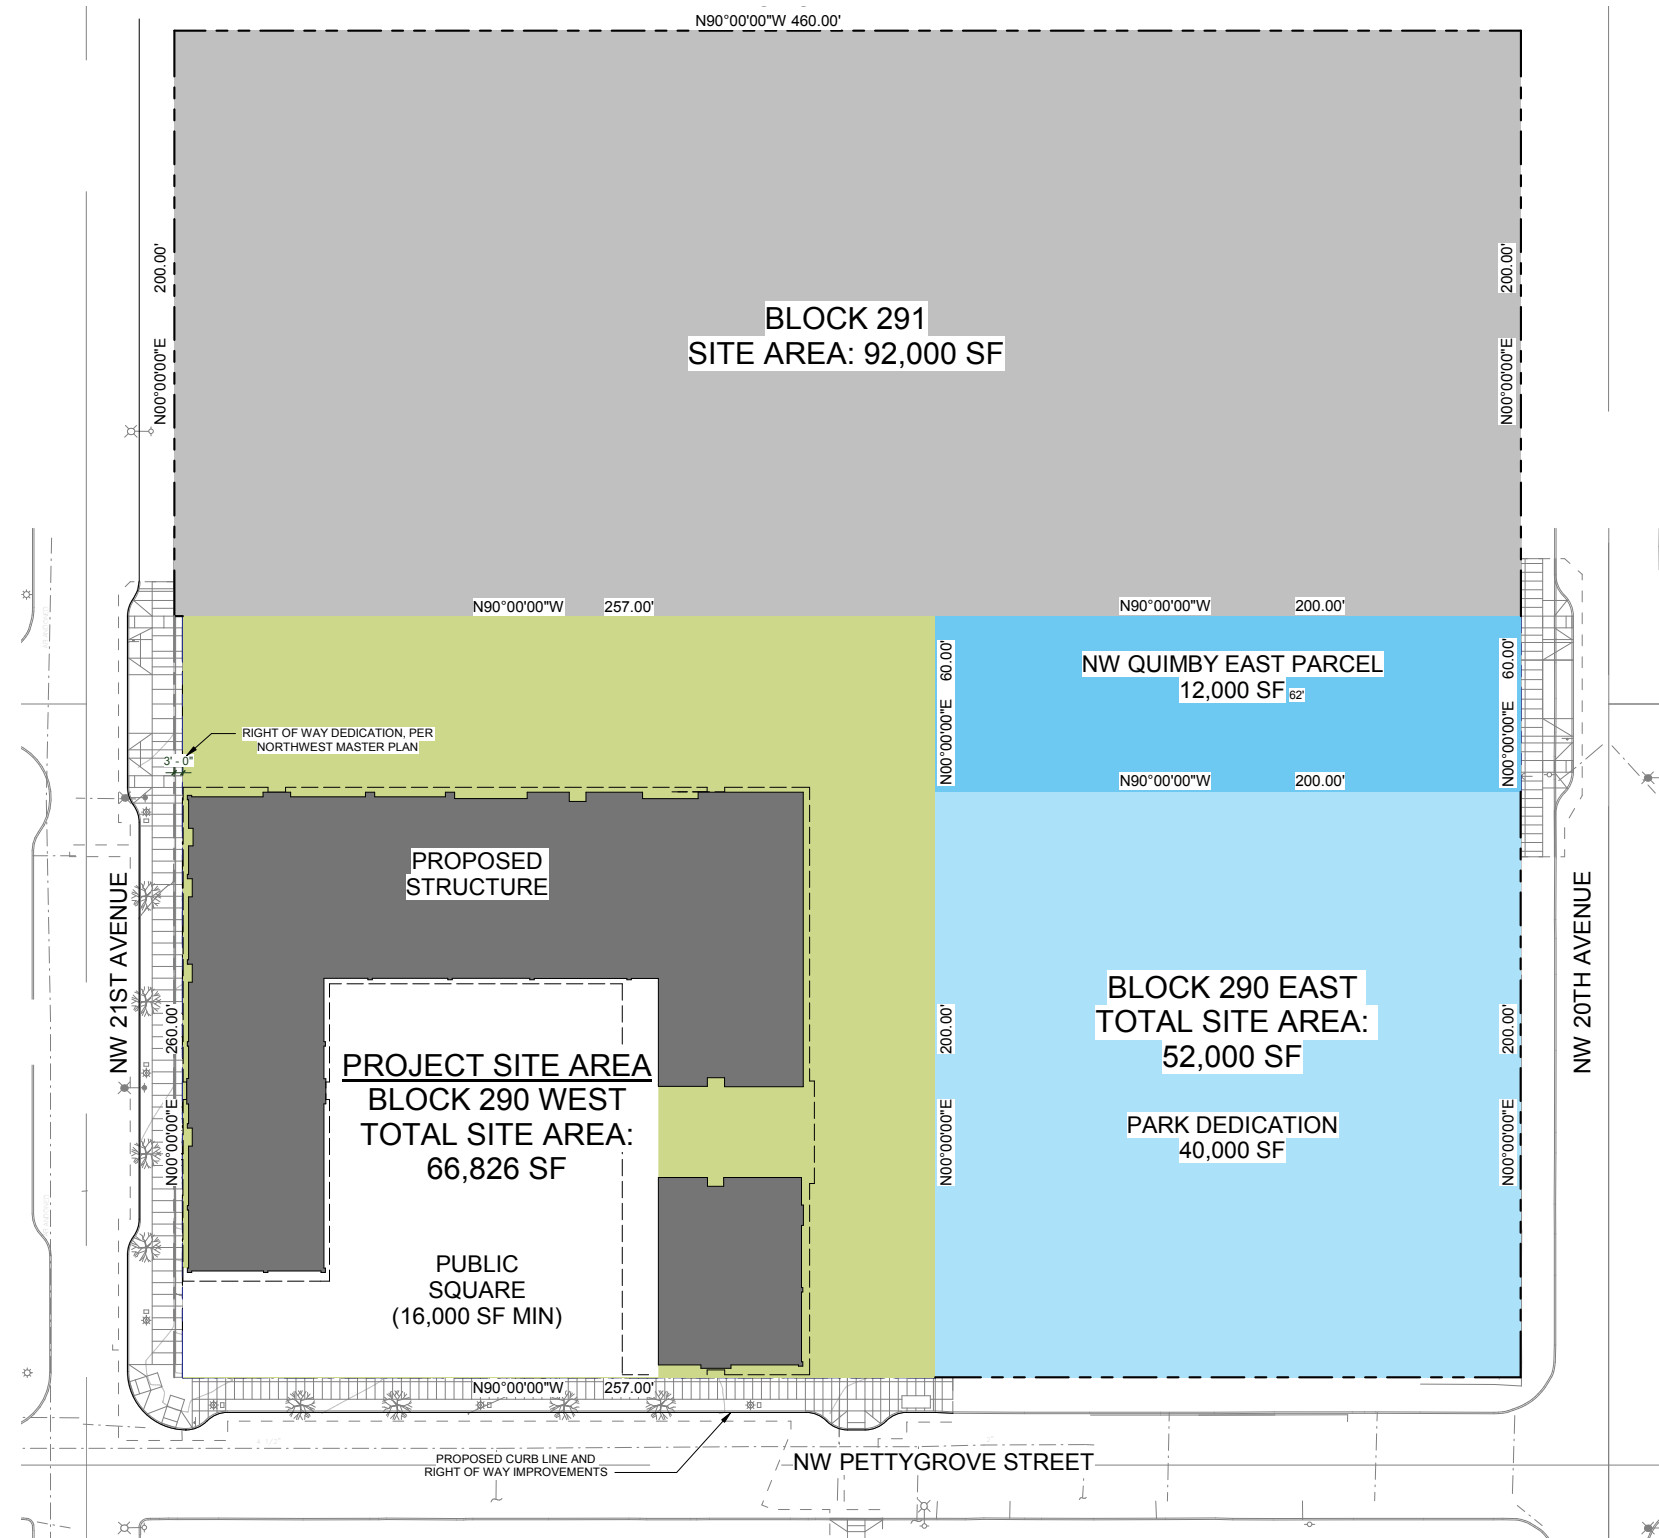 N90°00'00"W 460.00'
200.00'
N00°00'00"E
200.00'
N00°00'00"E
BLOCK 291
SITE AREA: 92,000 SF
N90°00'00"W 257.00'
N90°00'00"W 200.00'
60.00'
N00°00'00"E
NW QUIMBY EAST PARCEL
12,000 SF
62'
60.00'
N00°00'00"E
RIGHT OF WAY DEDICATION, PER
NORTHWEST MASTER PLAN
3' - 0"
N90°00'00"W 200.00'
PROPOSED
STRUCTURE
NW 21ST AVENUE
260.00'
N00°00'00"E
PROJECT SITE AREA
BLOCK 290 WEST
TOTAL SITE AREA:
66,826 SF
PUBLIC
SQUARE
(16,000 SF MIN)
200.00'
N00°00'00"E
BLOCK 290 EAST
TOTAL SITE AREA:
52,000 SF
PARK DEDICATION
40,000 SF
200.00'
N00°00'00"E
NW 20TH AVENUE
N90°00'00"W 257.00'
PROPOSED CURB LINE AND
RIGHT OF WAY IMPROVEMENTS
NW PETTYGROVE STREET